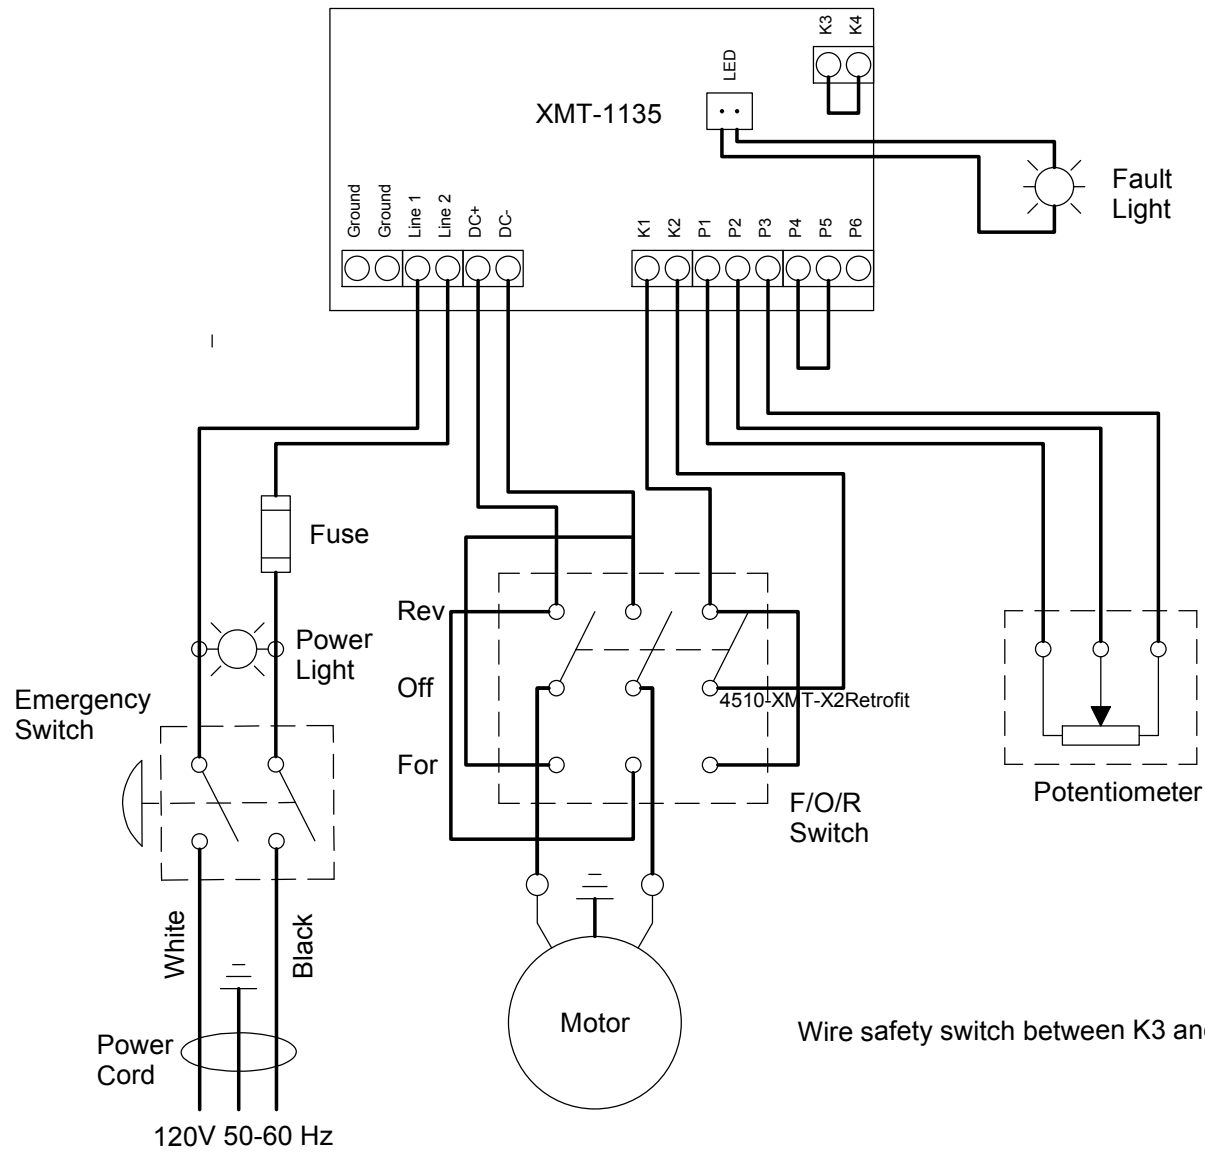 K3
K4
LED
XMT-1135
Fault
Light
Ground
Ground
Line 1
Line 2
DC+
DC-
K1
K2
P1
P2
P3
P4
P5
P6
Fuse
Rev
Power
Light
Off
4510-XMT-X2Retrofit
Emergency
Switch
For
F/O/R
Switch
Potentiometer
White
Black
Motor
Wire safety switch between K3 and
Power
Cord
120V 50-60 Hz